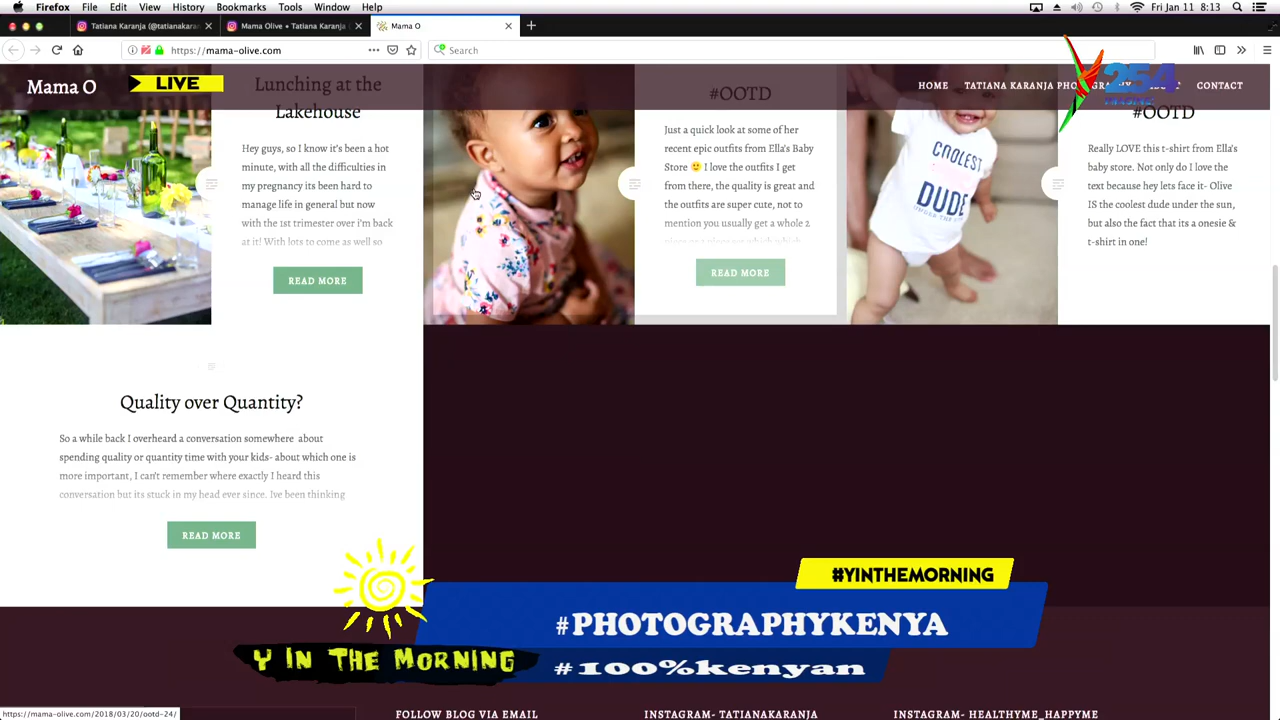 Firefox File Edit View History Bookmarks Tools Window Help
Fri Jan 11 8:13
Tatiana Karanja (@tatianakaran
Mama Olive • Tatiana Karanja (
Mama O
https://mama-olive.com
Search
Mama O
LIVE
HOME TATIANA KARANJA PHOTOGRAPHY CONTACT
Y254
Lunching at the
Lakehouse
Hey guys, so I know it's been a hot
minute, with all the difficulties in
my pregnancy its been hard to
manage life in general but now
with the 1st trimester over i'm back
at it! With lots to come as well so
READ MORE
#OOTD
Just a quick look at some of her
recent epic outfits from Ella's Baby
Store 🙂 I love the outfits I get
from there, the quality is great and
the outfits are super cute, not to
mention you usually get a whole 2
READ MORE
COOLEST
DUDE
#OOTD
Really LOVE this t-shirt from Ella's
baby store. Not only do I love the
text because hey lets face it- Olive
IS the coolest dude under the sun,
but also the fact that its a onesie &
t-shirt in one!
Quality over Quantity?
So a while back I overheard a conversation somewhere about
spending quality or quantity time with your kids- about which one is
more important, I can't remember where exactly I heard this
conversation but its stuck in my head ever since. Ive been thinking
READ MORE
#YINTHEMORNING
#PHOTOGRAPHYKENYA
Y IN THE MORNING
#100%kenyan
https://mama-olive.com/2018/03/20/ootd-24/
FOLLOW BLOG VIA EMAIL
INSTAGRAM- TATIANAKARANJA
INSTAGRAM- HEALTHYME_HAPPYME